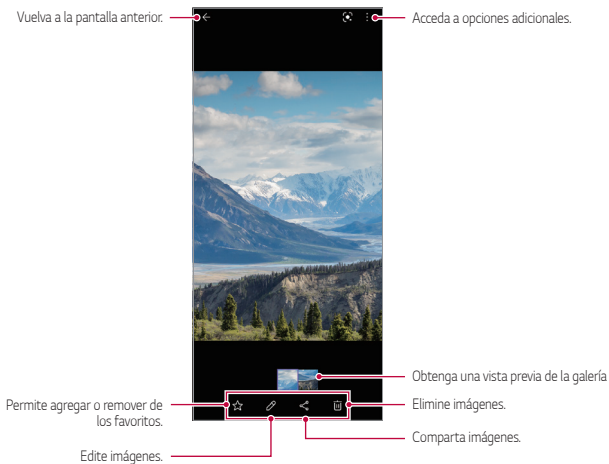 Vuelva a la pantalla anterior.
Acceda a opciones adicionales.
Obtenga una vista previa de la galería
Permite agregar o remover de
los favoritos.
Elimine imágenes.
Comparta imágenes.
Edite imágenes.